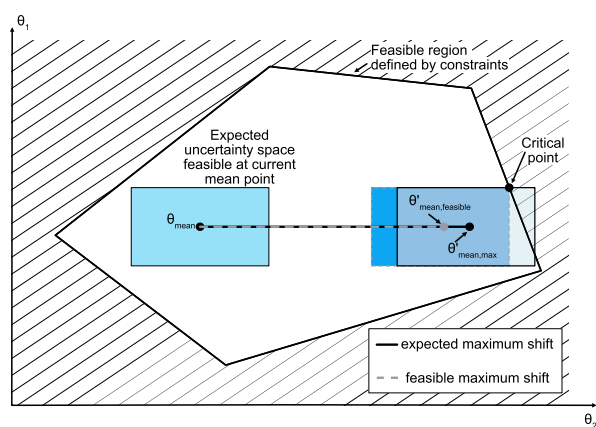 θ1
Feasible region
defined by constraints
Expected
uncertainty space
feasible at current
mean point
Critical
point
θ'mean,feasible
θmean
θ'mean,max
expected maximum shift
feasible maximum shift
θ2